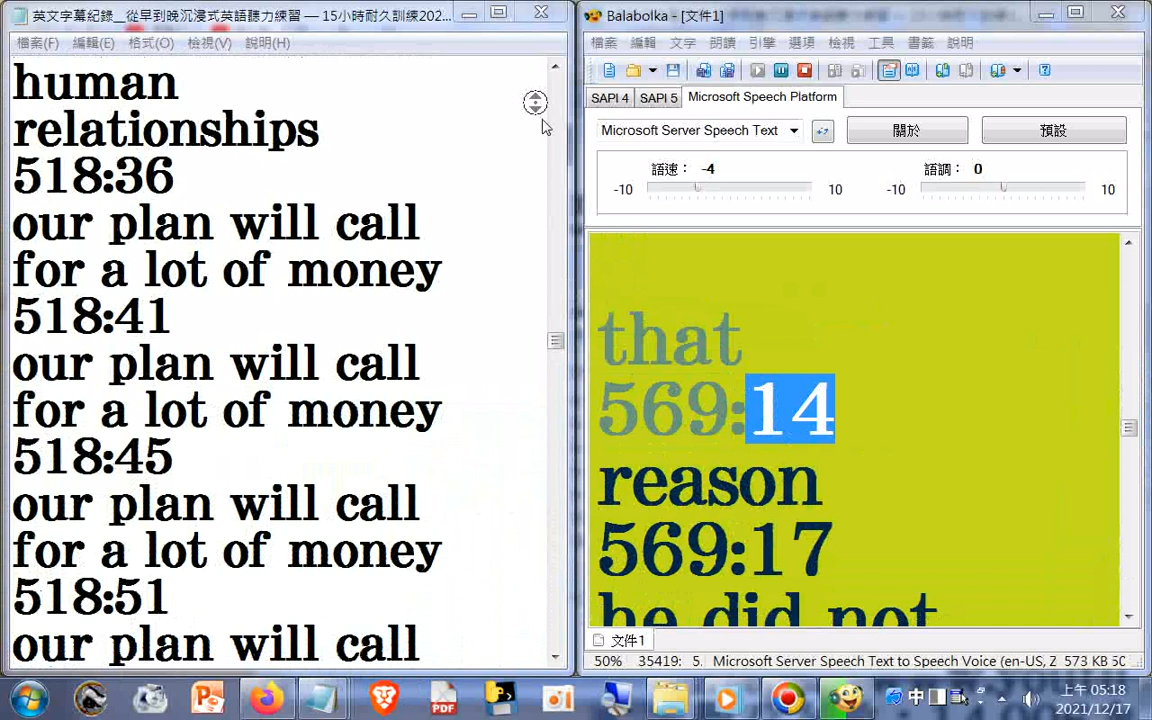 英文字幕紀錄__從早到晚沉浸式英語聽力練習 — 15小時耐久訓練202...
檔案(F) 編輯(E) 格式(O) 檢視(V) 說明(H)
human
relationships
518:36
our plan will call
for a lot of money
518:41
our plan will call
for a lot of money
518:45
our plan will call
for a lot of money
518:51
our plan will call
Balabolka - [文件1]
檔案 編輯 文字 朗讀 引擎 選項 檢視 工具 書籤 說明
SAPI 4 SAPI 5 Microsoft Speech Platform
Microsoft Server Speech Text 關於 預設
語速： -4 語調： 0
-10 10 -10 10
that
569:14
reason
569:17
he did not
文件1
50% 35419: 5. Microsoft Server Speech Text to Speech Voice (en-US, Z 573 KB
中
上午 05:18
2021/12/17